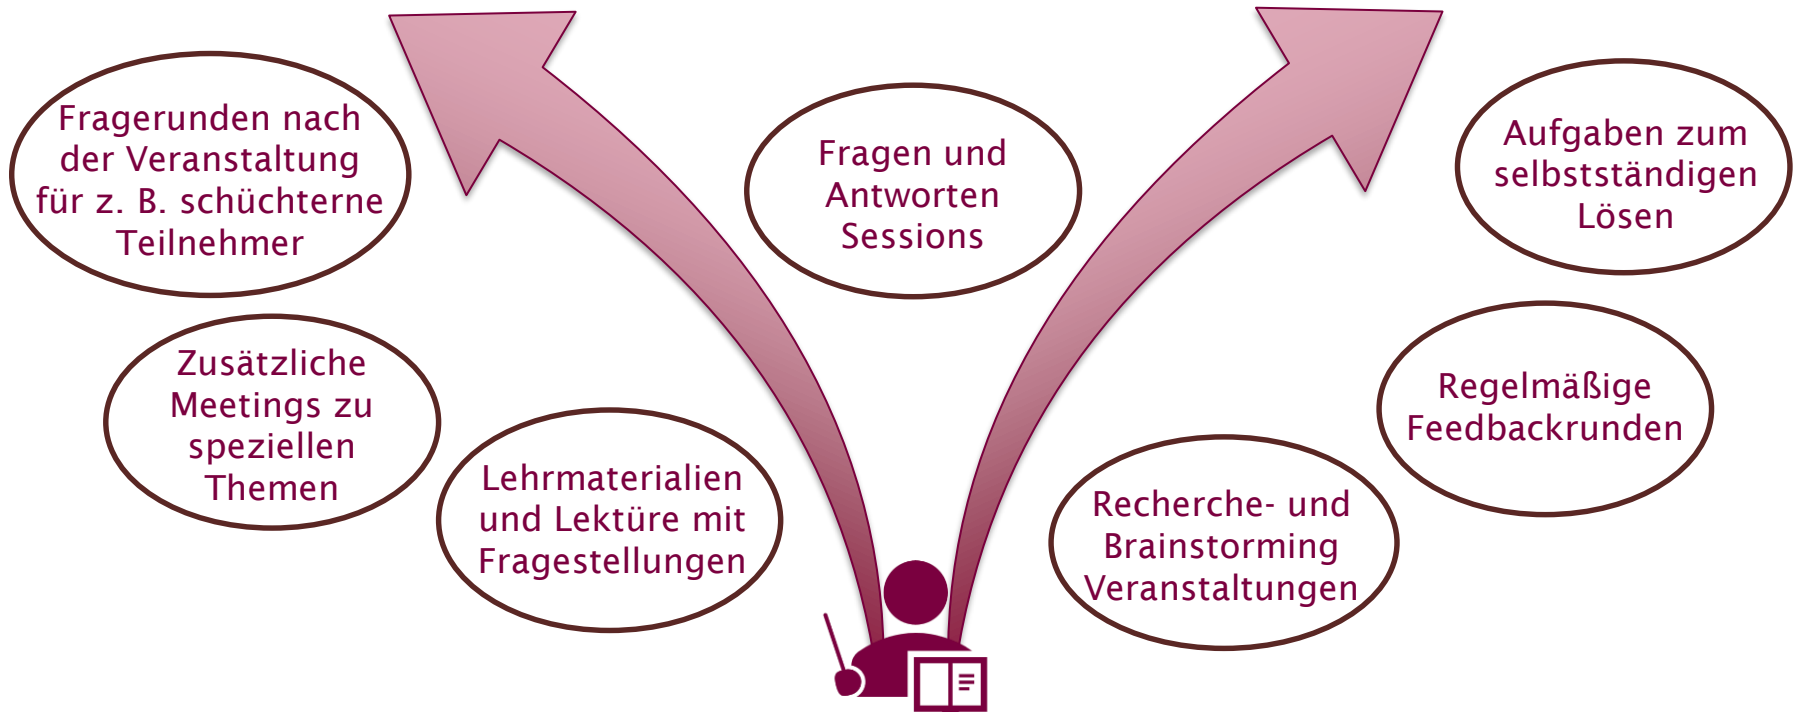 Fragerunden nach
der Veranstaltung
für z. B. schüchterne
Teilnehmer
Fragen und
Antworten
Sessions
Aufgaben zum
selbstständigen
Lösen
Zusätzliche
Meetings zu
speziellen
Themen
Regelmäßige
Feedbackrunden
Lehrmaterialien
und Lektüre mit
Fragestellungen
Recherche- und
Brainstorming
Veranstaltungen